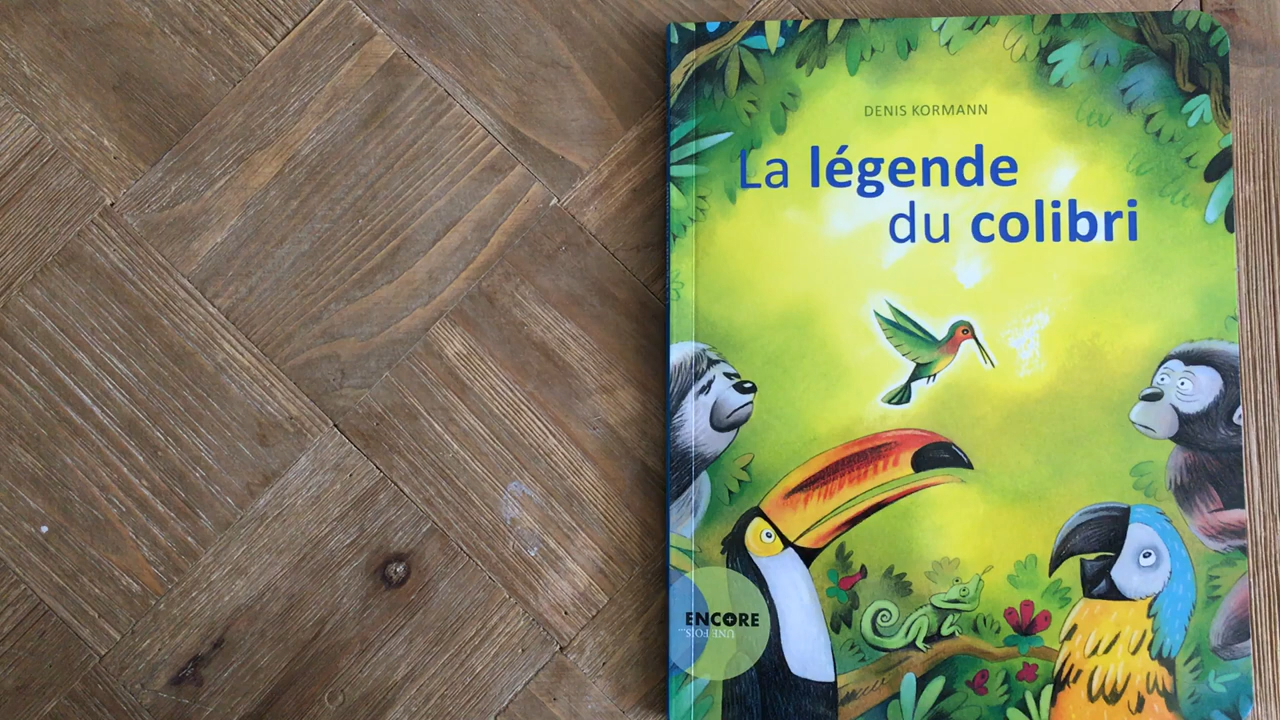 DENIS KORMANN
La légende
du colibri
ENCORE
UNE FOIS...